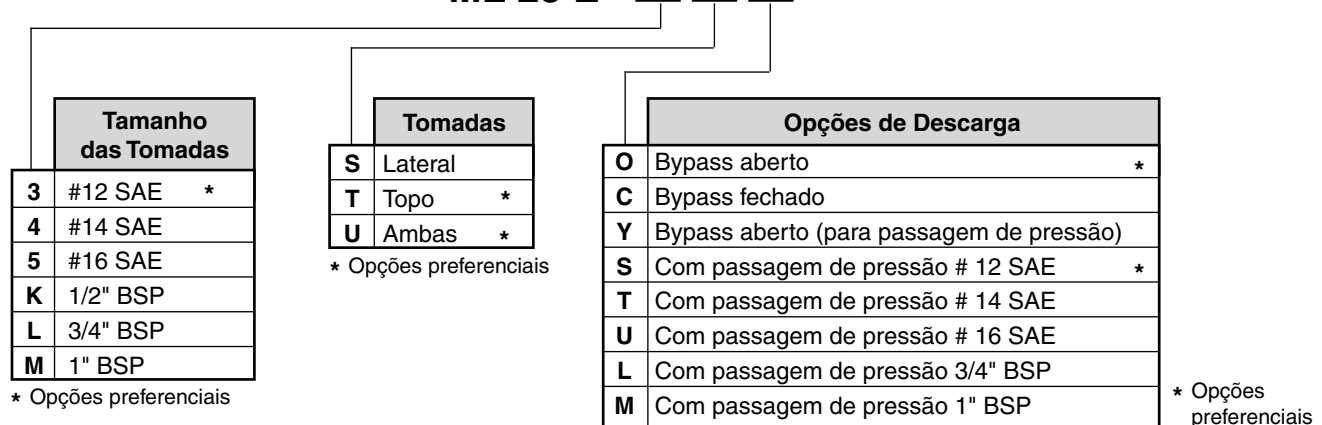 Tamanho
das Tomadas
3 #12 SAE *
4 #14 SAE
5 #16 SAE
K 1/2" BSP
L 3/4" BSP
M 1" BSP
* Opções preferenciais
Tomadas
S Lateral
T Topo *
U Ambas *
* Opções preferenciais
Opções de Descarga
O Bypass aberto *
C Bypass fechado
Y Bypass aberto (para passagem de pressão)
S Com passagem de pressão # 12 SAE *
T Com passagem de pressão # 14 SAE
U Com passagem de pressão # 16 SAE
L Com passagem de pressão 3/4" BSP
M Com passagem de pressão 1" BSP
* Opções
preferenciais